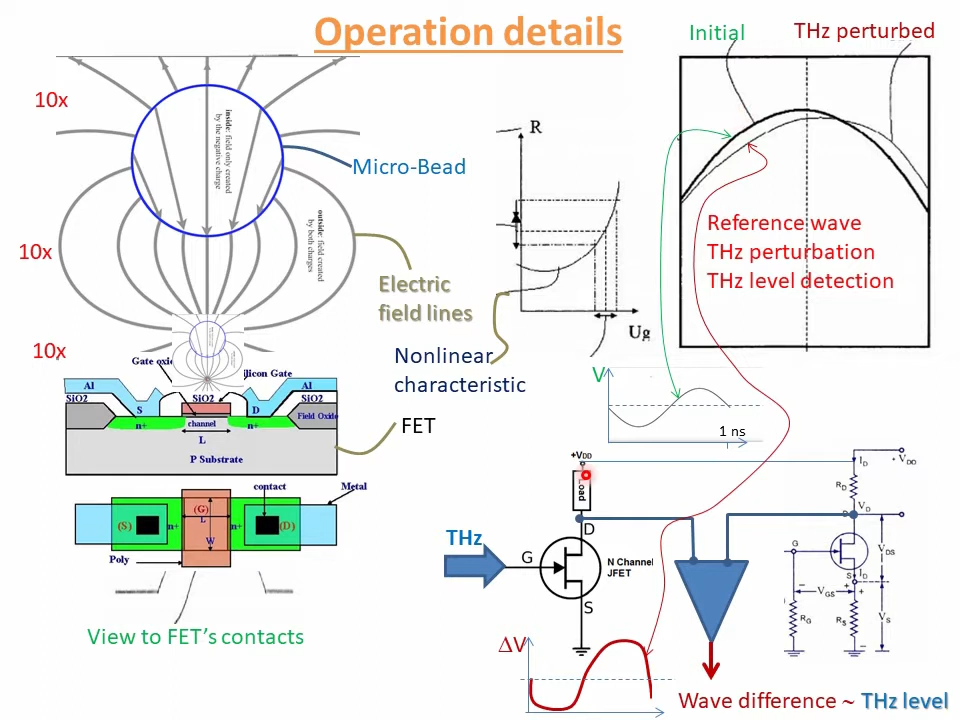 Operation details
Initial
THz perturbed
10x
inside: field only created
by the negative charge
Micro-Bead
R
outside: field created
by both charges
Reference wave
THz perturbation
THz level detection
10x
Electric
field lines
Ug
10x
Gate oxid
ilicon Gate
Nonlinear
characteristic
V
Al
SiO2
S
SiO2
D
Al
SiO2
n+
channel
n+
Field Oxide
L
P Substrate
FET
1 ns
+VDD
Load
ID
+ VDD
RD
VD
D
contact
Metal
(S)
n+
(G)
L
W
n+
(D)
Poly
THz
D
G
N Channel
JFET
S
G
VDS
S
ID
VGS
+
+
RG
RS
VS
View to FET's contacts
ΔV
Wave difference ~ THz level